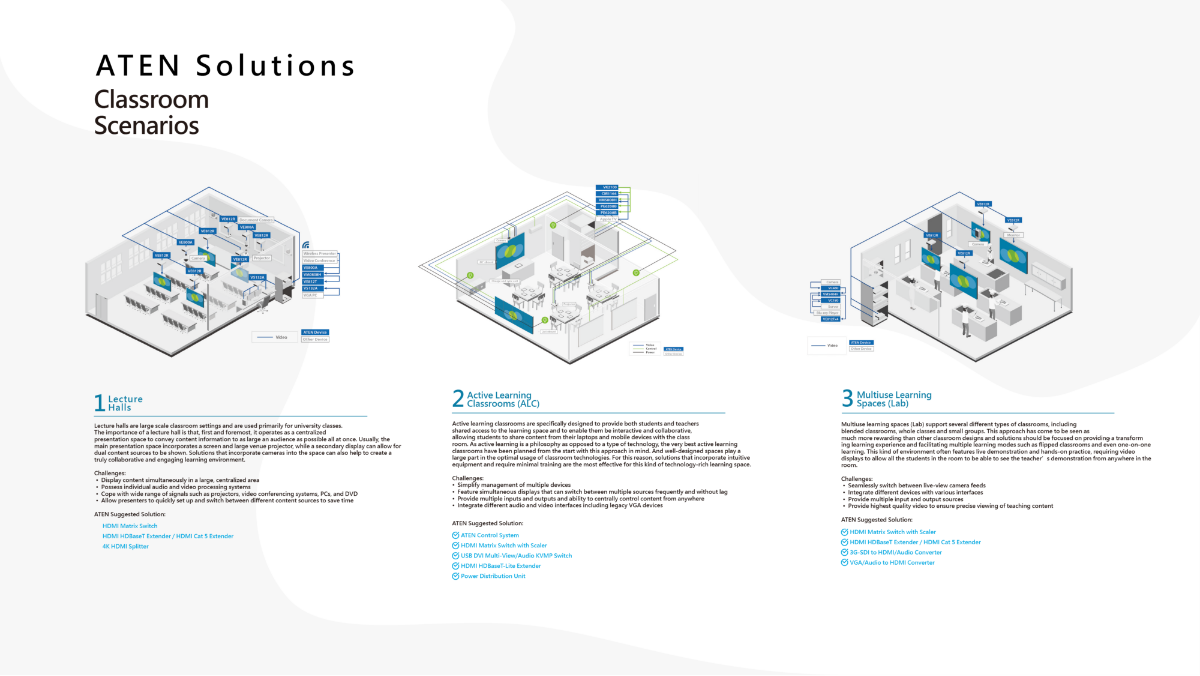 ATEN Solutions
Classroom
Scenarios
Video
ATEN Device
Other Device
Video
ATEN Device
Other Device
1 Lecture
Halls
Lecture halls are large scale classroom settings and are used primarily for university classes.
The importance of a lecture hall is that, first and foremost, it operates as a centralized
presentation space to convey content information to as large an audience as possible all at once. Usually, the
main presentation space incorporates a screen and large venue projector, while a secondary display can allow for
dual content sources to be shown. Solutions that incorporate cameras into the space can also help to create a
truly collaborative and engaging learning environment.
Challenges:
• Display content simultaneously in a large, centralized area
• Possess individual audio and video processing systems
• Cope with wide range of signals such as projectors, video conferencing systems, PCs, and DVD
• Allow presenters to quickly set up and switch between different content sources to save time
ATEN Suggested Solution:
HDMI Matrix Switch
HDMI HDBaseT Extender / HDMI Cat 5 Extender
4K HDMI Splitter
2 Active Learning
Classrooms (ALC)
Active learning classrooms are specifically designed to provide both students and teachers
shared access to the learning space and to enable them be interactive and collaborative,
allowing students to share content from their laptops and mobile devices with the class
room. As active learning is a philosophy as opposed to a type of technology, the very best active learning
classrooms have been planned from the start with this approach in mind. And well-designed spaces play a
large part in the optimal usage of classroom technologies. For this reason, solutions that incorporate intuitive
equipment and require minimal training are the most effective for this kind of technology-rich learning space.
Challenges:
• Simplify management of multiple devices
• Feature simultaneous displays that can switch between multiple sources frequently and without lag
• Provide multiple inputs and outputs and ability to centrally control content from anywhere
• Integrate different audio and video interfaces including legacy VGA devices
ATEN Suggested Solution:
ATEN Control System
HDMI Matrix Switch with Scaler
USB DVI Multi-View/Audio KVMP Switch
HDMI HDBaseT-Lite Extender
Power Distribution Unit
3 Multiuse Learning
Spaces (Lab)
Multiuse learning spaces (Lab) support several different types of classrooms, including
blended classrooms, whole classes and small groups. This approach has come to be seen as
much more rewarding than other classroom designs and solutions should be focused on providing a transform
ing learning experience and facilitating multiple learning modes such as flipped classrooms and even one-on-one
learning. This kind of environment often features live demonstration and hands-on practice, requiring video
displays to allow all the students in the room to be able to see the teacher’s demonstration from anywhere in the
room.
Challenges:
• Seamlessly switch between live-view camera feeds
• Integrate different devices with various interfaces
• Provide multiple input and output sources
• Provide highest quality video to ensure precise viewing of teaching content
ATEN Suggested Solution:
HDMI Matrix Switch with Scaler
HDMI HDBaseT Extender / HDMI Cat 5 Extender
3G-SDI to HDMI/Audio Converter
VGA/Audio to HDMI Converter